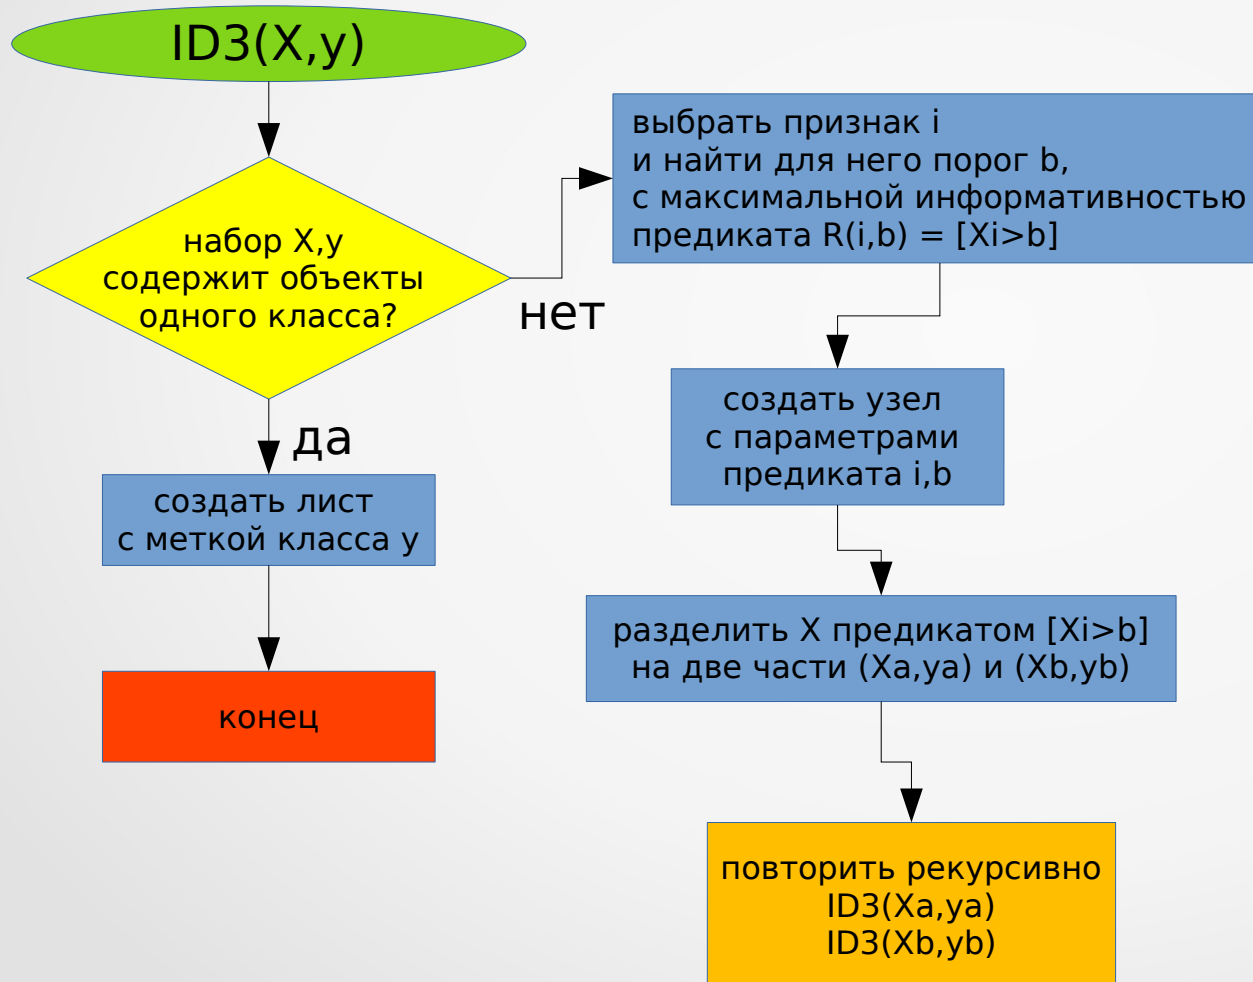 ID3(X,y)
набор X,y
содержит объекты
одного класса?
нет
да
создать лист
с меткой класса y
конец
выбрать признак i
и найти для него порог b,
с максимальной информативностью
предиката R(i,b) = [Xi>b]
создать узел
с параметрами
предиката i,b
разделить X предикатом [Xi>b]
на две части (Xa,ya) и (Xb,yb)
повторить рекурсивно
ID3(Xa,ya)
ID3(Xb,yb)